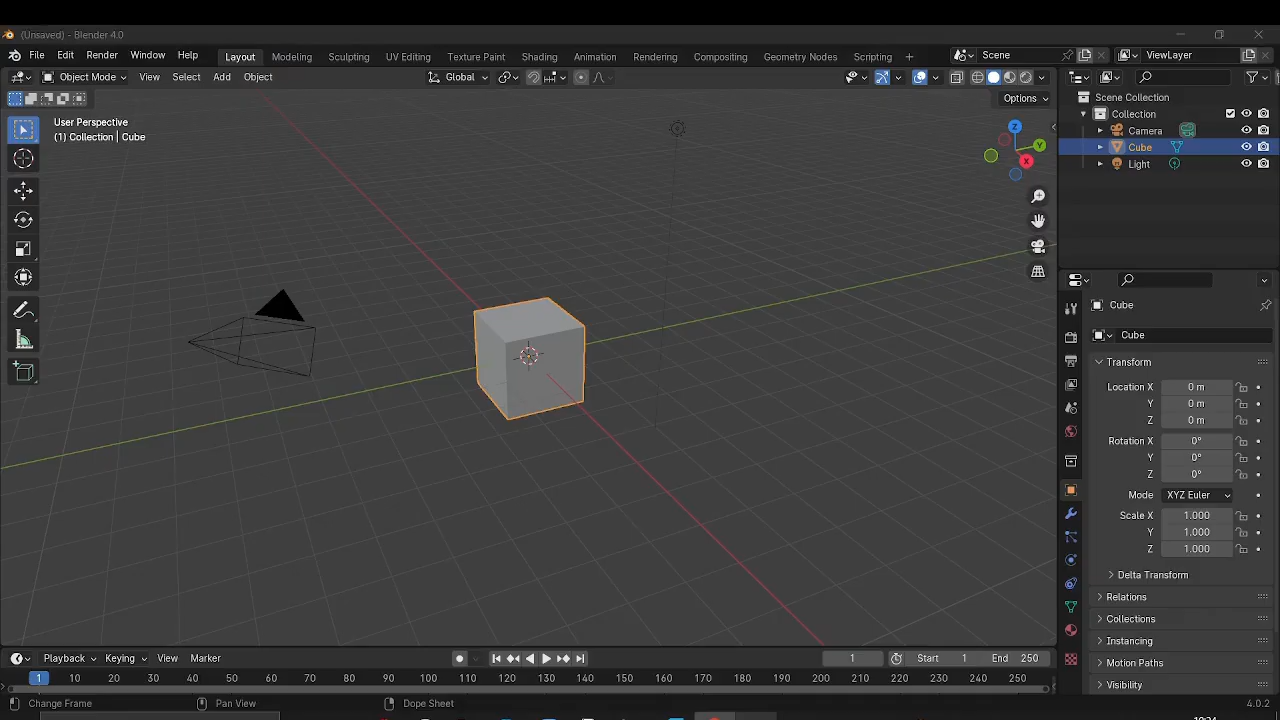 (Unsaved) - Blender 4.0
File Edit Render Window Help Layout Modeling Sculpting UV Editing Texture Paint Shading Animation Rendering Compositing Geometry Nodes Scripting + Scene ViewLayer
Object Mode View Select Add Object Global
Options
User Perspective
(1) Collection | Cube
Z
Y
X
Scene Collection
Collection
Camera
Cube
Light
Cube
Cube
Transform
Location X 0 m
Y 0 m
Z 0 m
Rotation X 0°
Y 0°
Z 0°
Mode XYZ Euler
Scale X 1.000
Y 1.000
Z 1.000
Delta Transform
Relations
Collections
Instancing
Motion Paths
Visibility
Playback Keying View Marker 1 Start 1 End 250
1 10 20 30 40 50 60 70 80 90 100 110 120 130 140 150 160 170 180 190 200 210 220 230 240 250
Change Frame Pan View Dope Sheet 4.0.2